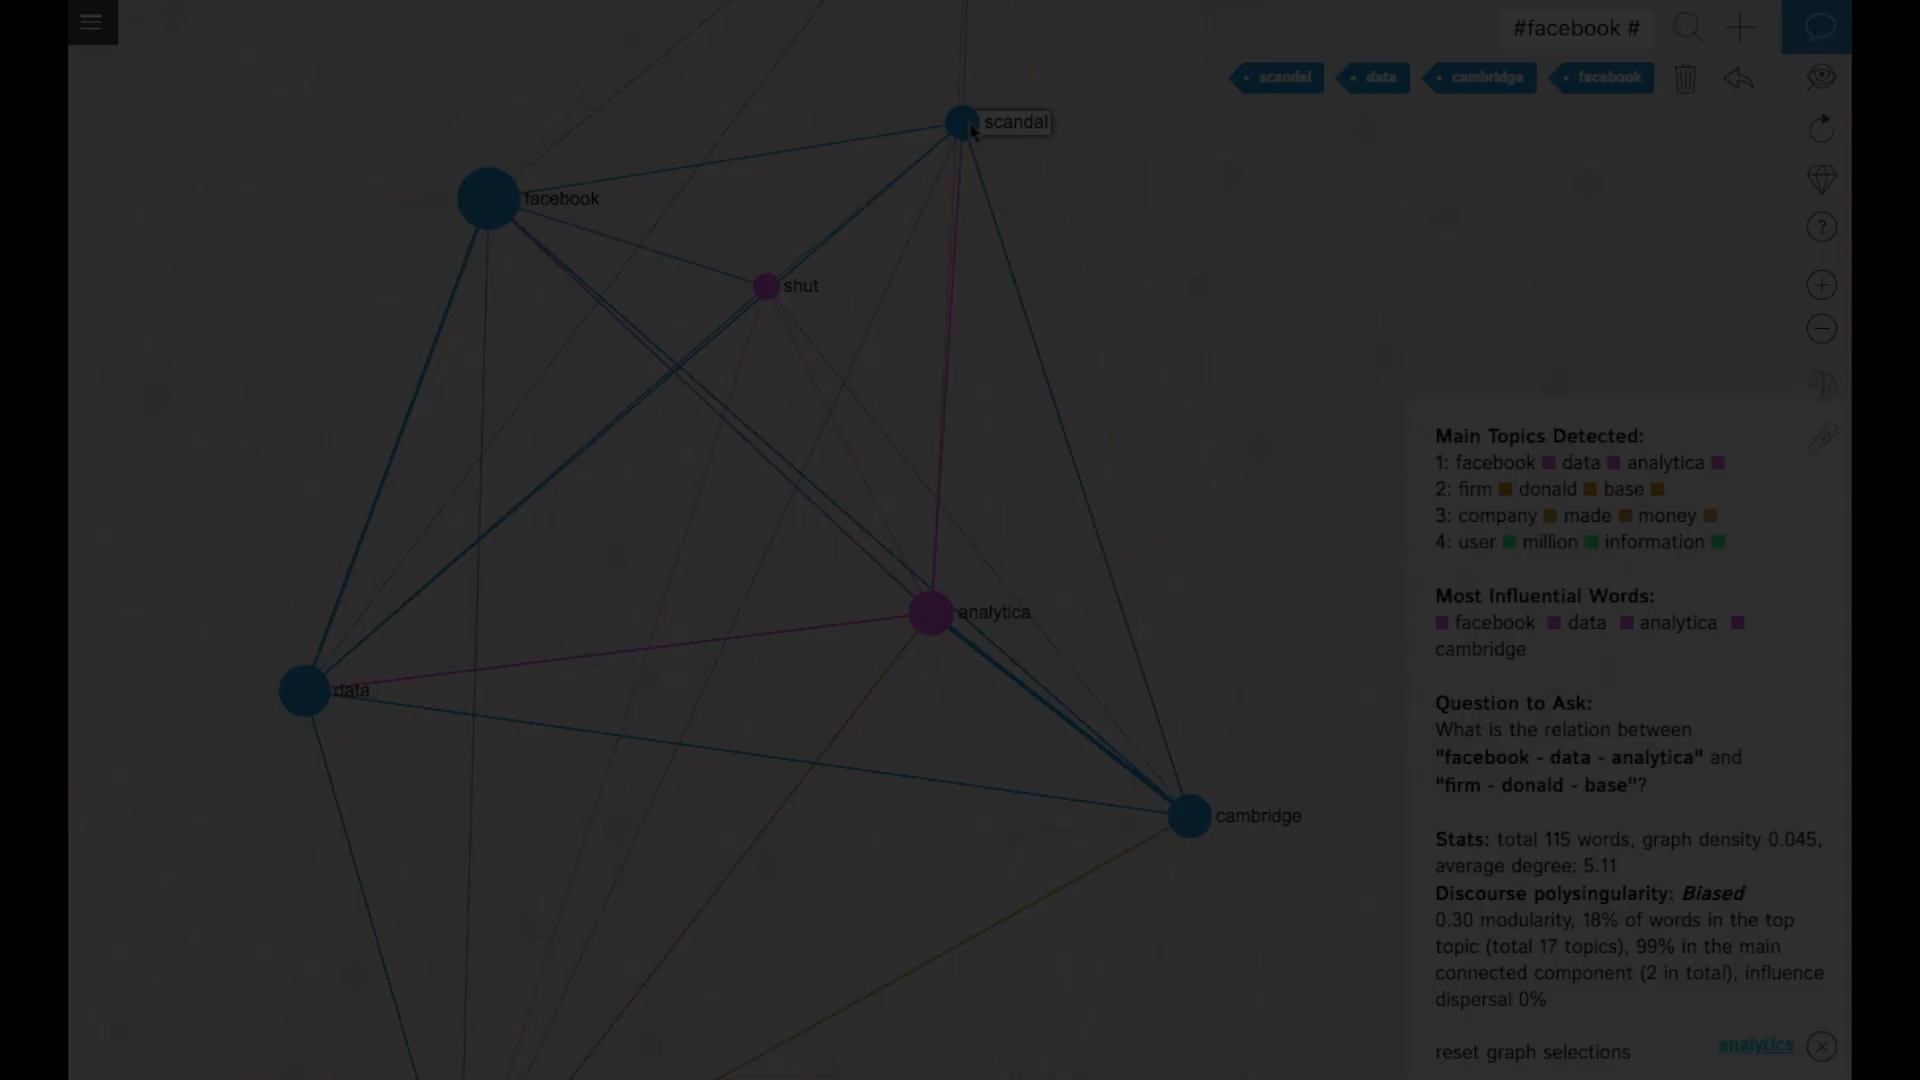 #facebook #
scandal data cambridge facebook
scandal
facebook
shut
analytica
data
cambridge
Main Topics Detected:
1: facebook data analytica
2: firm donald base
3: company made money
4: user million information
Most Influential Words:
facebook data analytica
cambridge
Question to Ask:
What is the relation between
"facebook - data - analytica" and
"firm - donald - base"?
Stats: total 115 words, graph density 0.045,
average degree: 5.11
Discourse polysingularity: Biased
0.30 modularity, 18% of words in the top
topic (total 17 topics), 99% in the main
connected component (2 in total), influence
dispersal 0%
reset graph selections
analytics